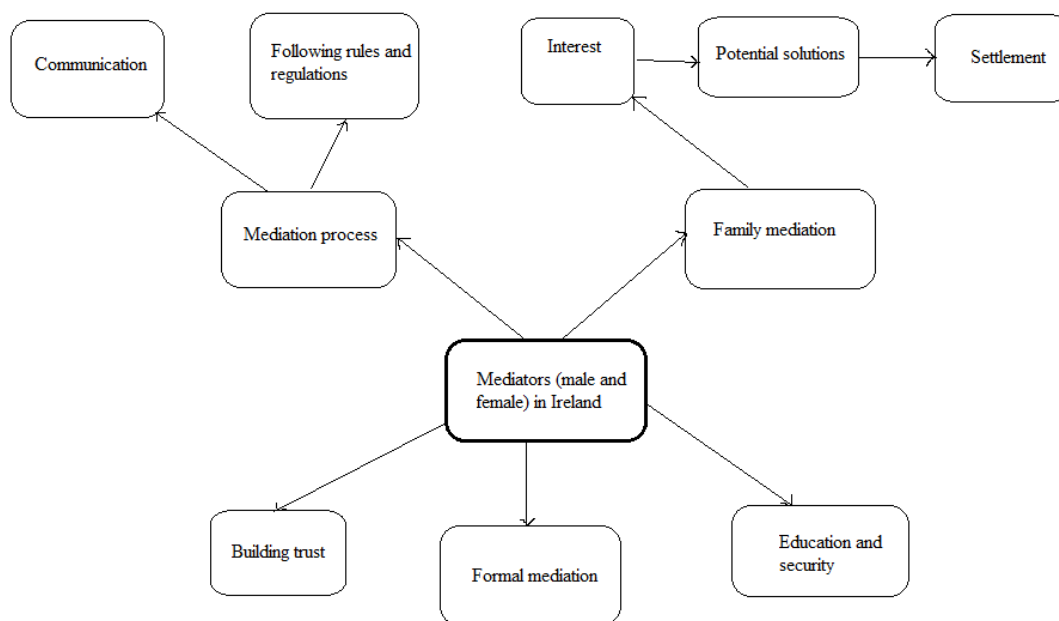 Communication
Following rules and
regulations
Interest
Potential solutions
Settlement
Mediation process
Family mediation
Mediators (male and
female) in Ireland
Building trust
Formal mediation
Education and
security